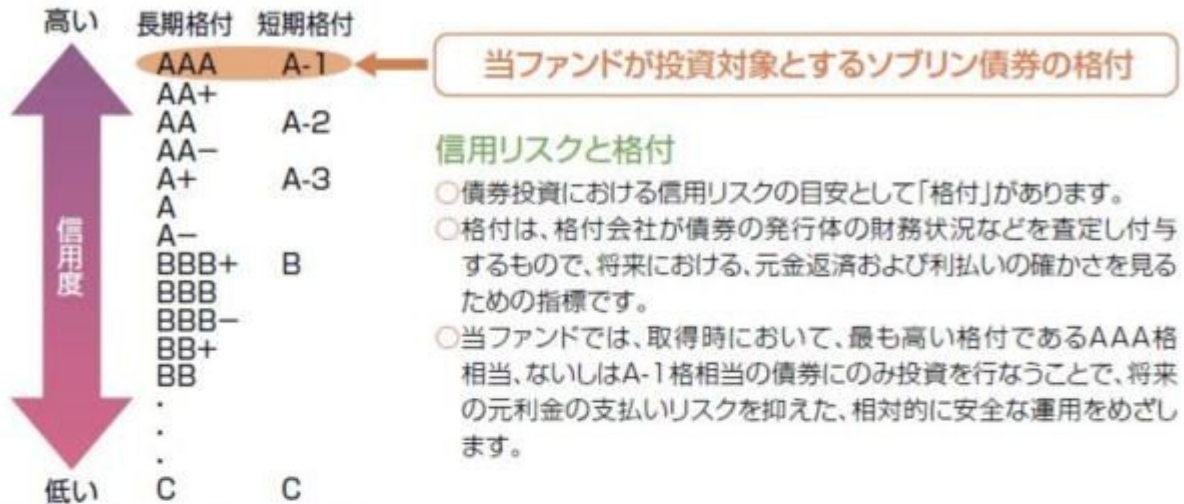 高い 長期格付 短期格付
AAA A-1
当ファンドが投資対象とするソブリン債券の格付
AA+
AA A-2
AA−
A+ A-3
A
A−
BBB+ B
BBB
BBB−
BB+
BB
・
・
・
低い C C
信用度
信用リスクと格付
○債券投資における信用リスクの目安として「格付」があります。
○格付は、格付会社が債券の発行体の財務状況などを査定し付与
するもので、将来における、元金返済および利払いの確かさを見る
ための指標です。
○当ファンドでは、取得時において、最も高い格付であるAAA格
相当、ないしはA-1格相当の債券にのみ投資を行なうことで、将来
の元利金の支払いリスクを抑えた、相対的に安全な運用をめざし
ます。